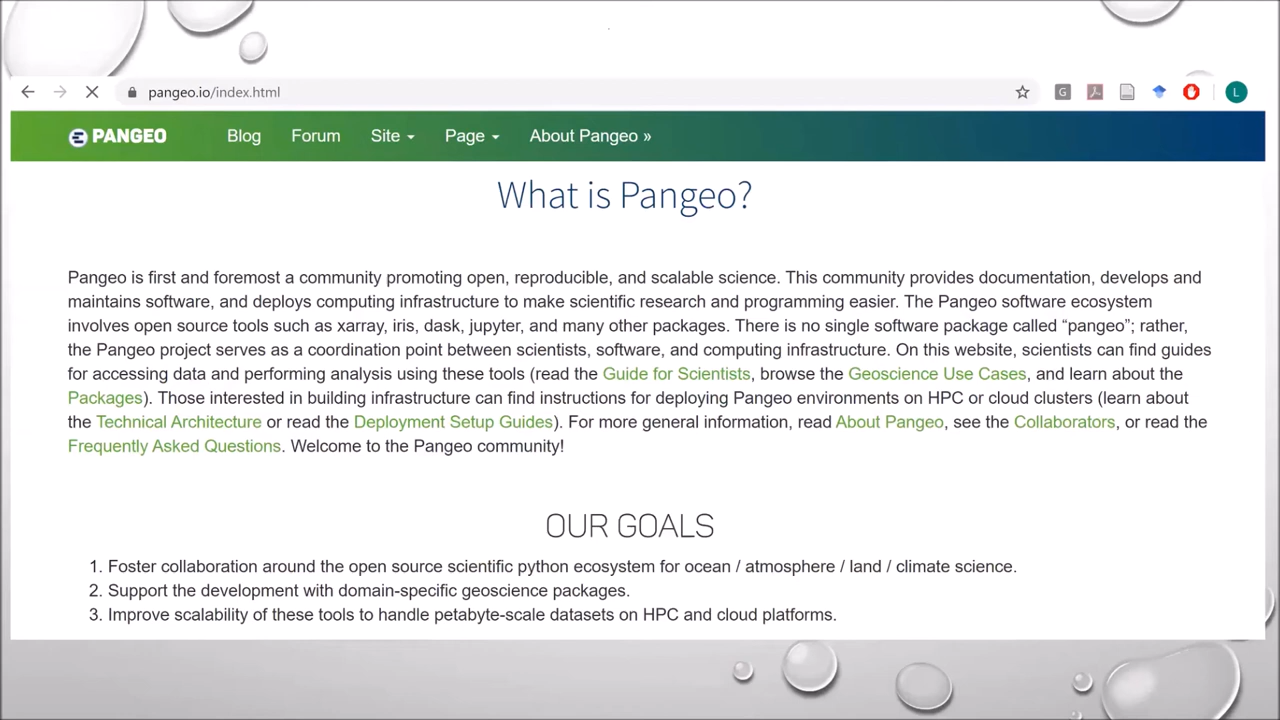 pangeo.io/index.html
G
L
PANGEO Blog Forum Site Page About Pangeo »
What is Pangeo?
Pangeo is first and foremost a community promoting open, reproducible, and scalable science. This community provides documentation, develops and
maintains software, and deploys computing infrastructure to make scientific research and programming easier. The Pangeo software ecosystem
involves open source tools such as xarray, iris, dask, jupyter, and many other packages. There is no single software package called “pangeo”; rather,
the Pangeo project serves as a coordination point between scientists, software, and computing infrastructure. On this website, scientists can find guides
for accessing data and performing analysis using these tools (read the Guide for Scientists, browse the Geoscience Use Cases, and learn about the
Packages). Those interested in building infrastructure can find instructions for deploying Pangeo environments on HPC or cloud clusters (learn about
the Technical Architecture or read the Deployment Setup Guides). For more general information, read About Pangeo, see the Collaborators, or read the
Frequently Asked Questions. Welcome to the Pangeo community!
OUR GOALS
1. Foster collaboration around the open source scientific python ecosystem for ocean / atmosphere / land / climate science.
2. Support the development with domain-specific geoscience packages.
3. Improve scalability of these tools to handle petabyte-scale datasets on HPC and cloud platforms.